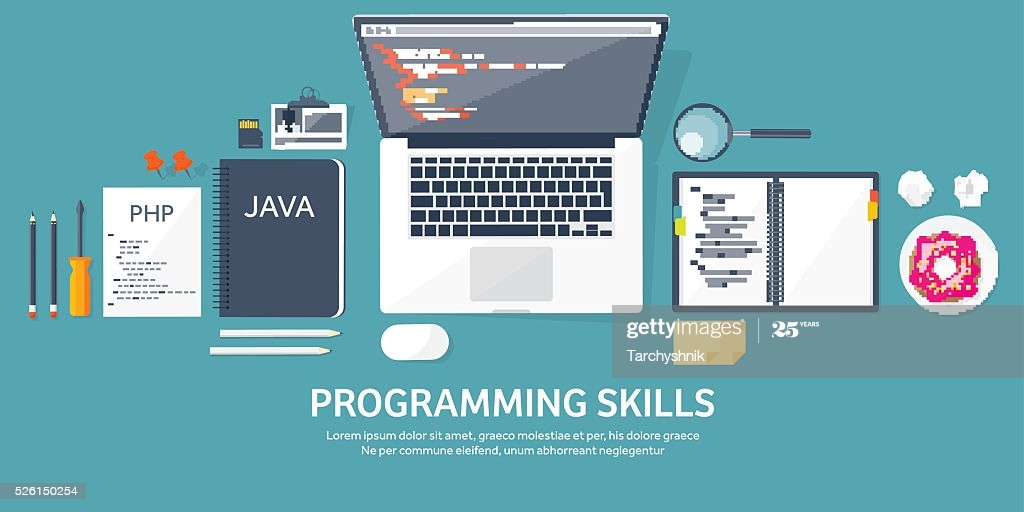 PHP
JAVA
gettyimages®
Tarchyshnik
25 YEARS
PROGRAMMING SKILLS
Lorem ipsum dolor sit amet, graeco molestiae et per, his dolore graece
Ne per commune eleifend, unum abhorreant neglegentur
526150254